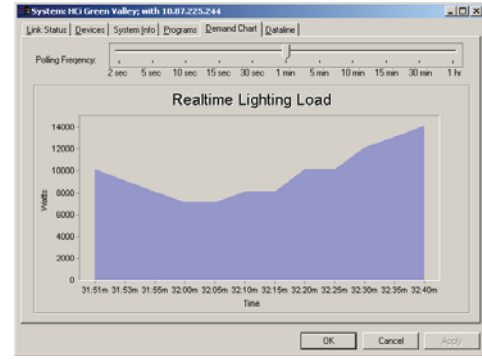 System: HCi Green Valley; with 10.87.225.244
Link Status Devices System Info Programs Demand Chart Dataline
Polling Freqency:
2 sec 5 sec 10 sec 15 sec 30 sec 1 min 5 min 10 min 15 min 30 min 1 hr
Realtime Lighting Load
14000
12000
10000
8000
6000
4000
2000
0
Watts
31:51m 31:53m 31:55m 32:00m 32:05m 32:10m 32:15m 32:20m 32:25m 32:30m 32:35m 32:40m
Time
OK Cancel Apply